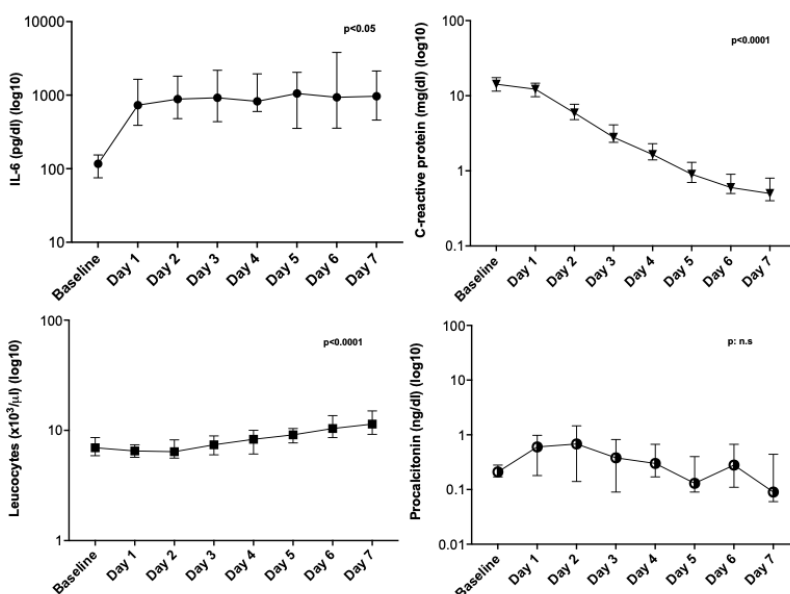 10000
1000
100
10
IL-6 (pg/dl) (log10)
p<0.05
Baseline
Day 1
Day 2
Day 3
Day 4
Day 5
Day 6
Day 7
100
10
1
0.1
C-reactive protein (mg(dl) (log10)
p<0.0001
Baseline
Day 1
Day 2
Day 3
Day 4
Day 5
Day 6
Day 7
100
10
1
Leucocytes (x10³/µl) (log10)
p<0.0001
Baseline
Day 1
Day 2
Day 3
Day 4
Day 5
Day 6
Day 7
100
10
1
0.1
0.01
Procalcitonin (ng/dl) (log10)
p: n.s
Baseline
Day 1
Day 2
Day 3
Day 4
Day 5
Day 6
Day 7